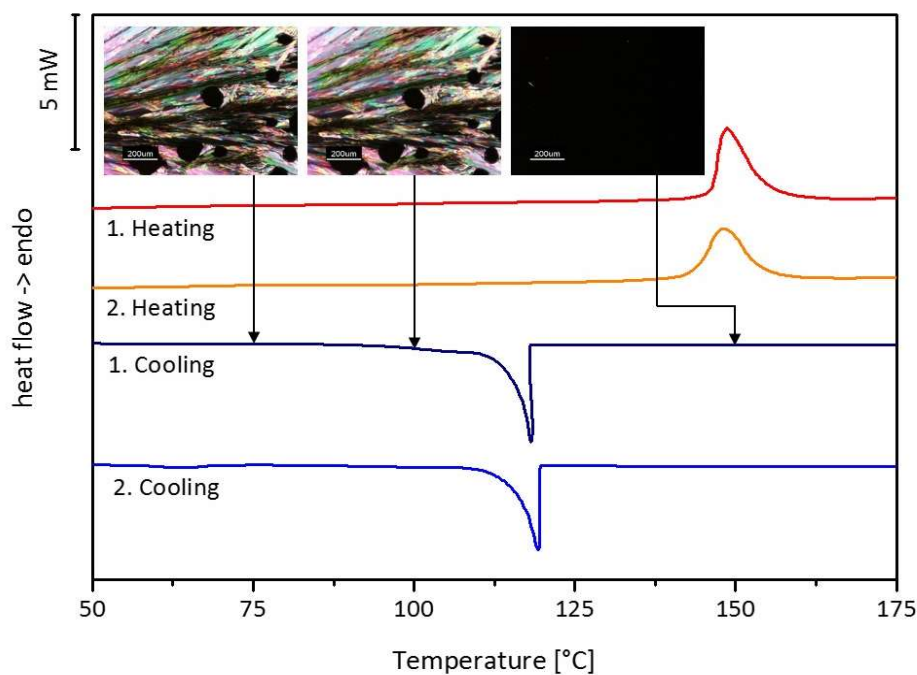 5 mW
200um
200um
200um
1. Heating
2. Heating
1. Cooling
2. Cooling
heat flow -> endo
50
75
100
125
150
175
Temperature [°C]